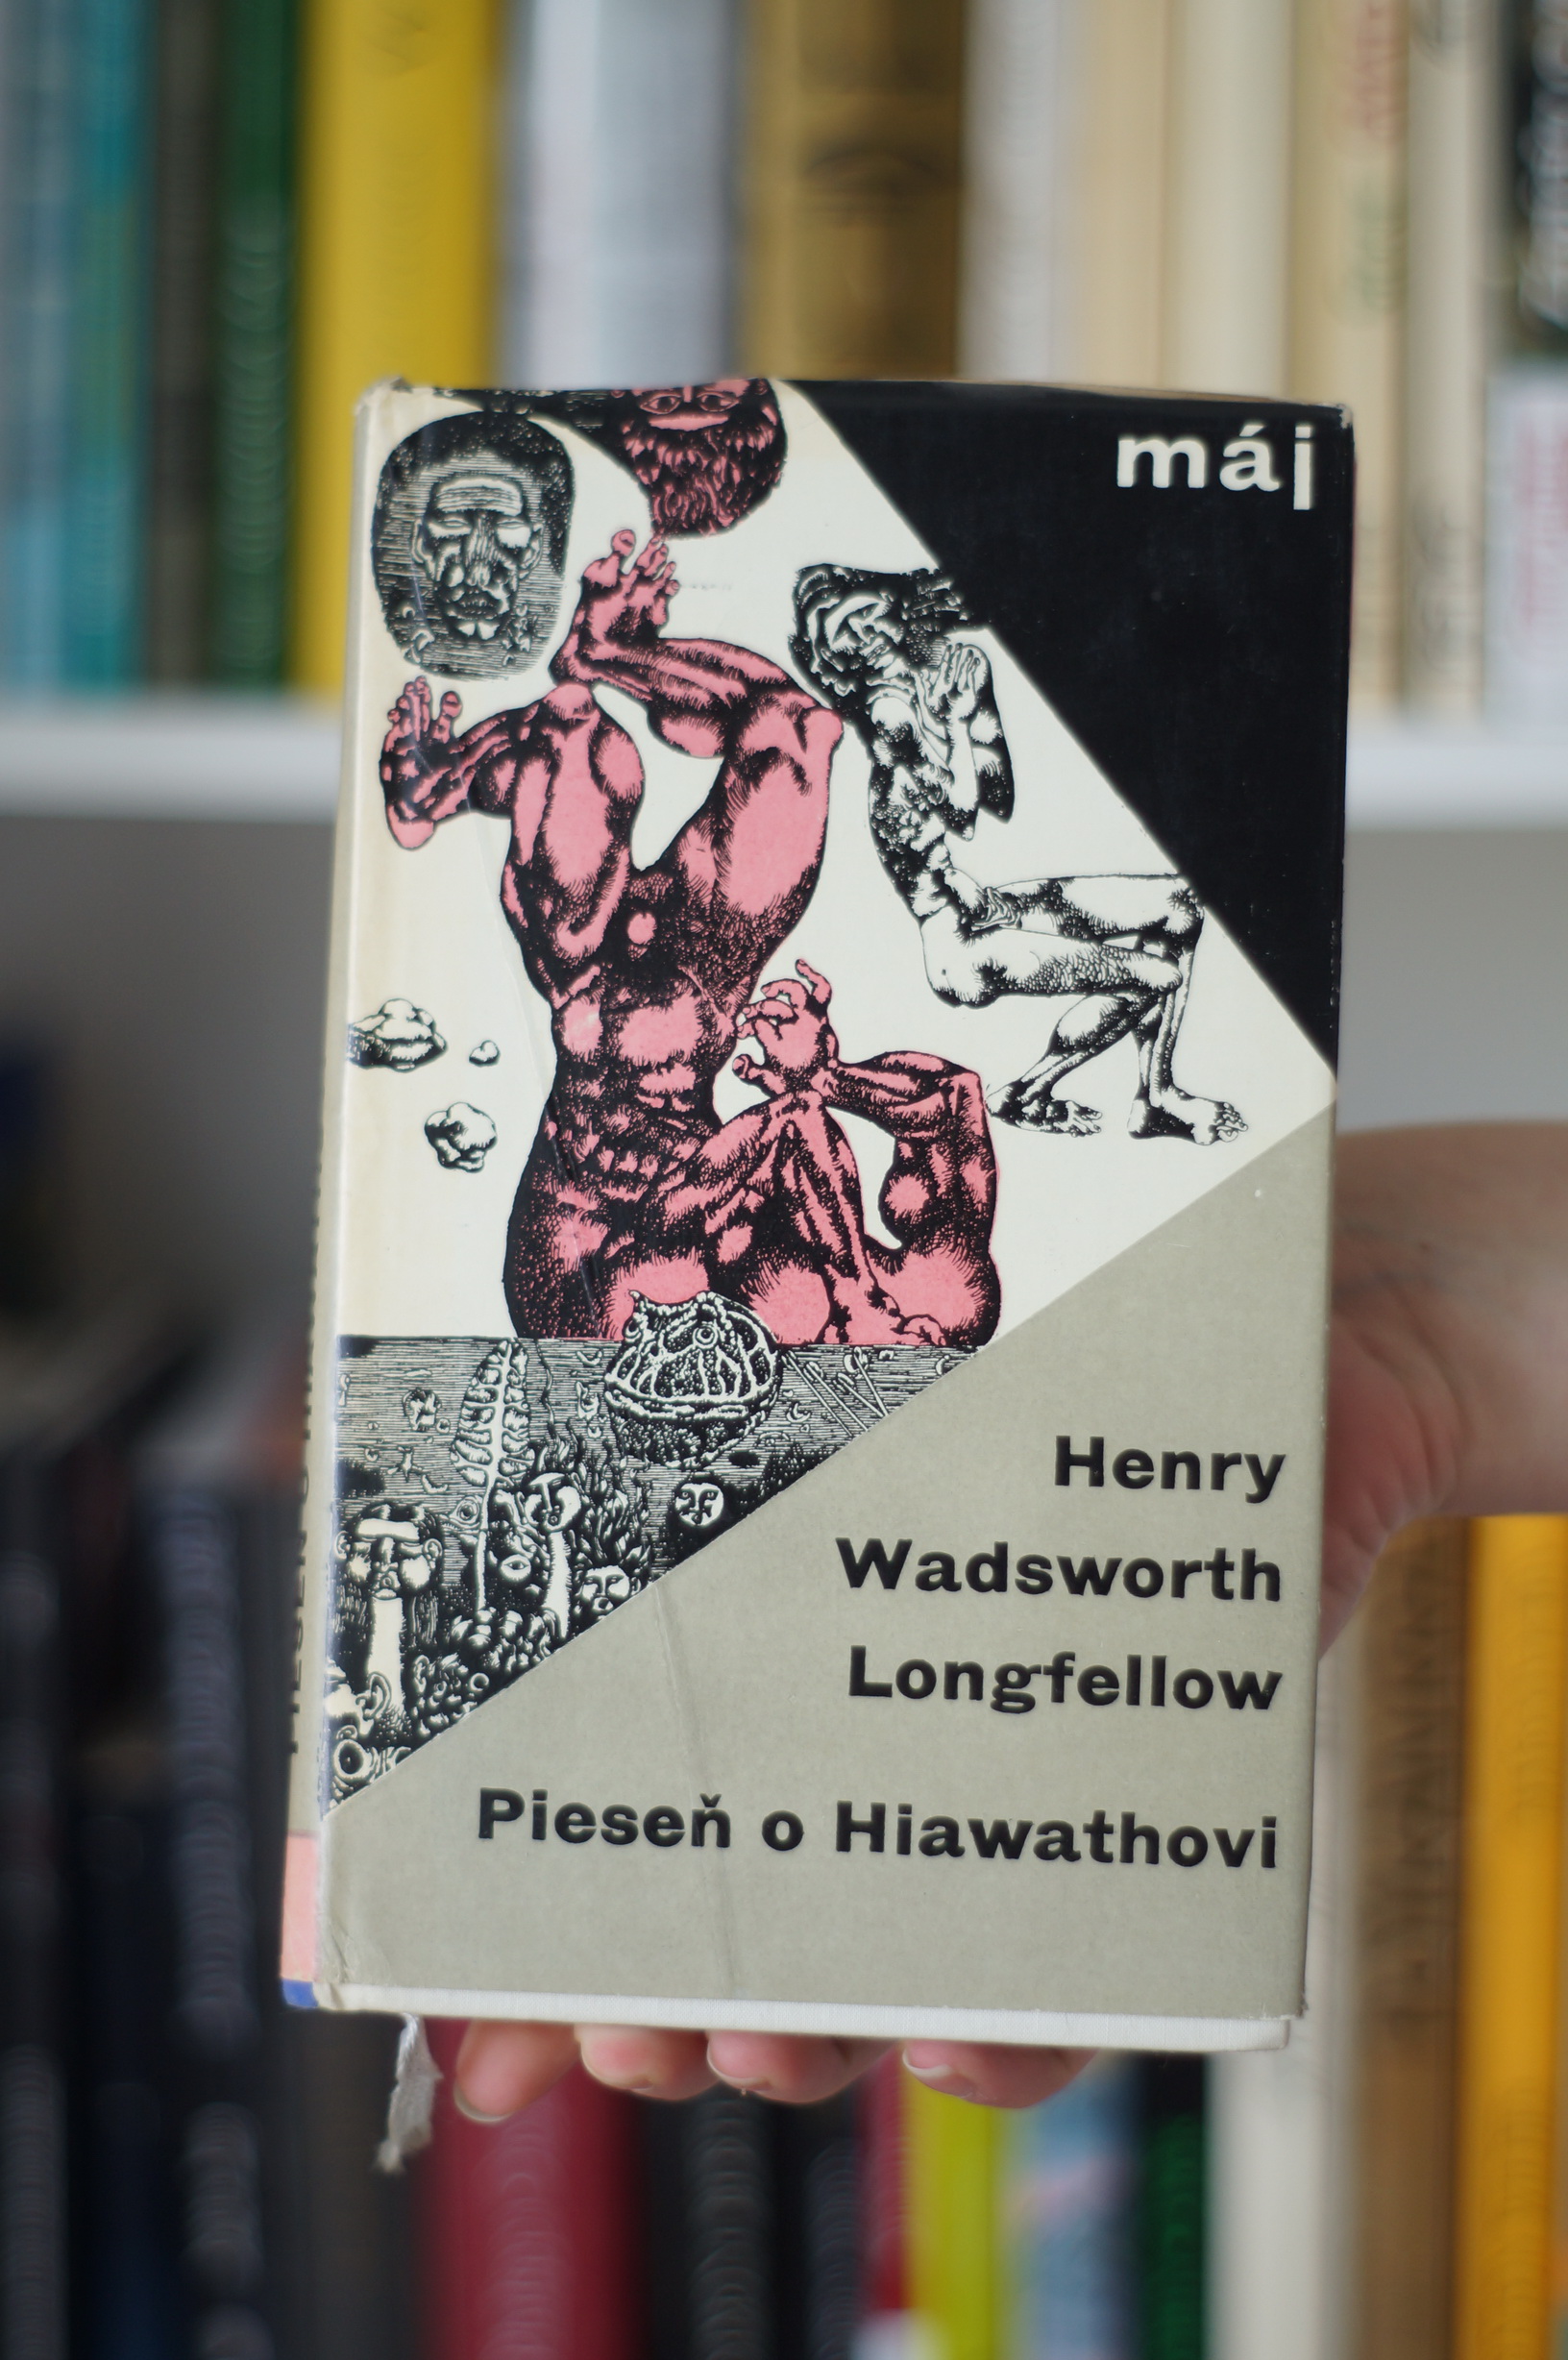 máj
Henry
Wadsworth
Longfellow
Pieseň o Hiawathovi